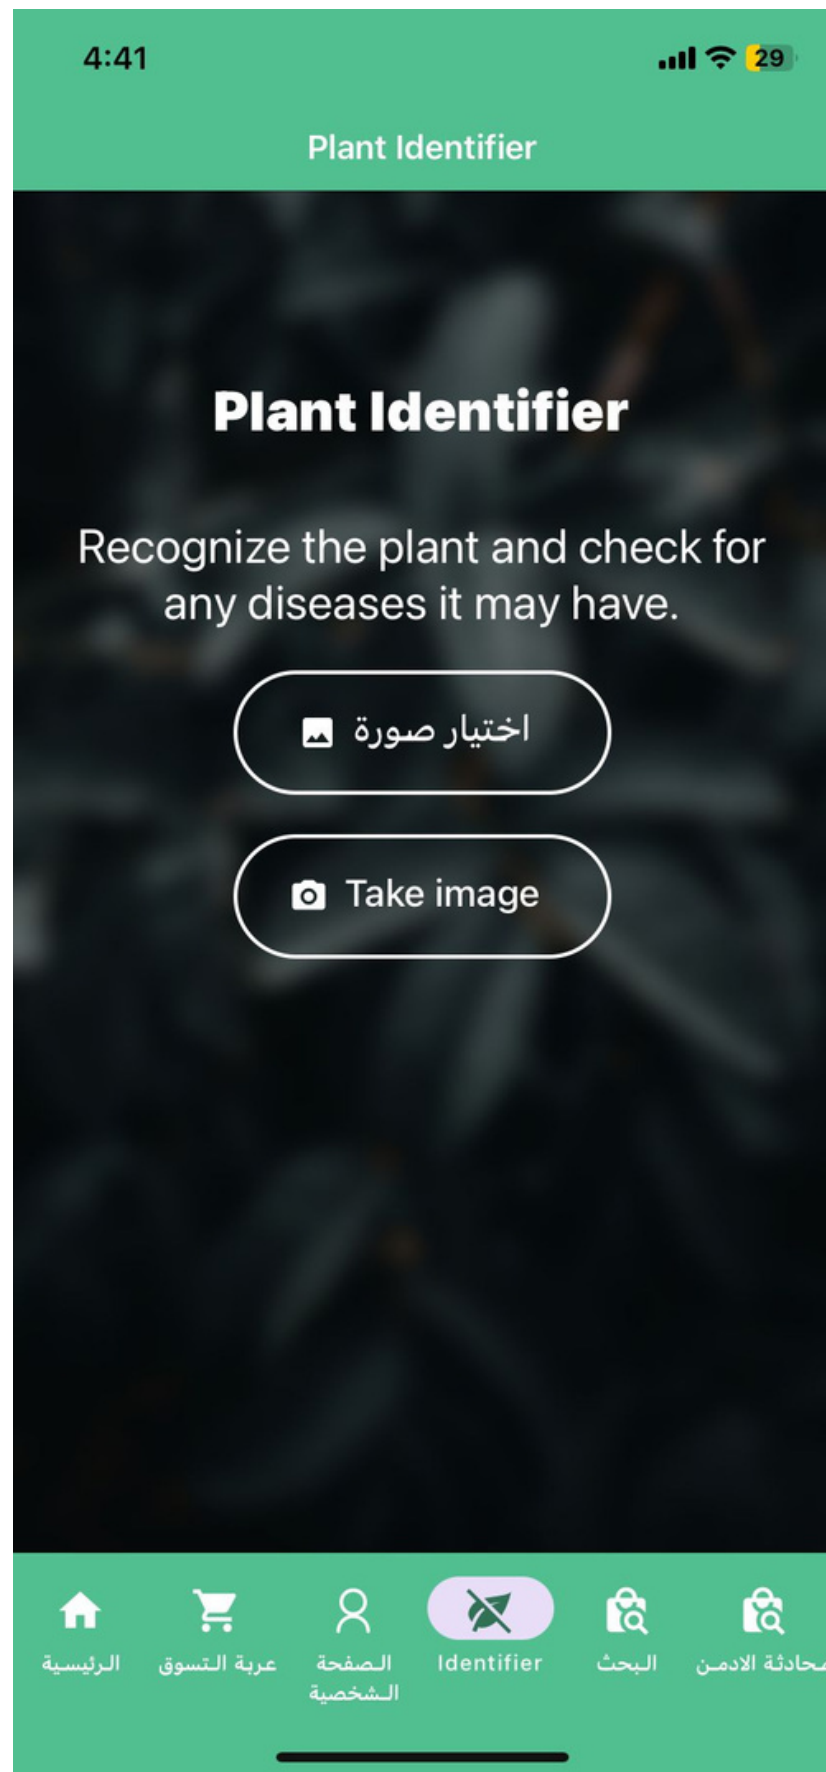 4:41
29
Plant Identifier
Plant Identifier
Recognize the plant and check for
any diseases it may have.
اختيار صورة
Take image
الرئيسية
عربة التسوق
الصفحة
الشخصية
Identifier
البحث
محادثة الادمن